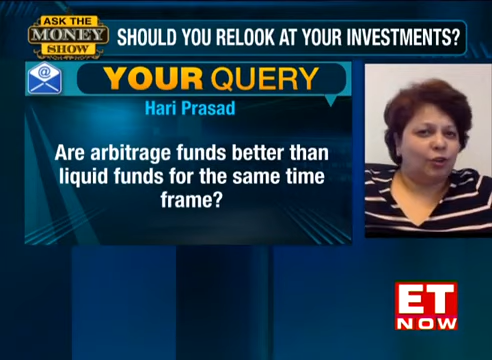 ASK THE
MONEY
SHOW
SHOULD YOU RELOOK AT YOUR INVESTMENTS?
@
YOUR QUERY
Hari Prasad
Are arbitrage funds better than
liquid funds for the same time
frame?
ET
NOW